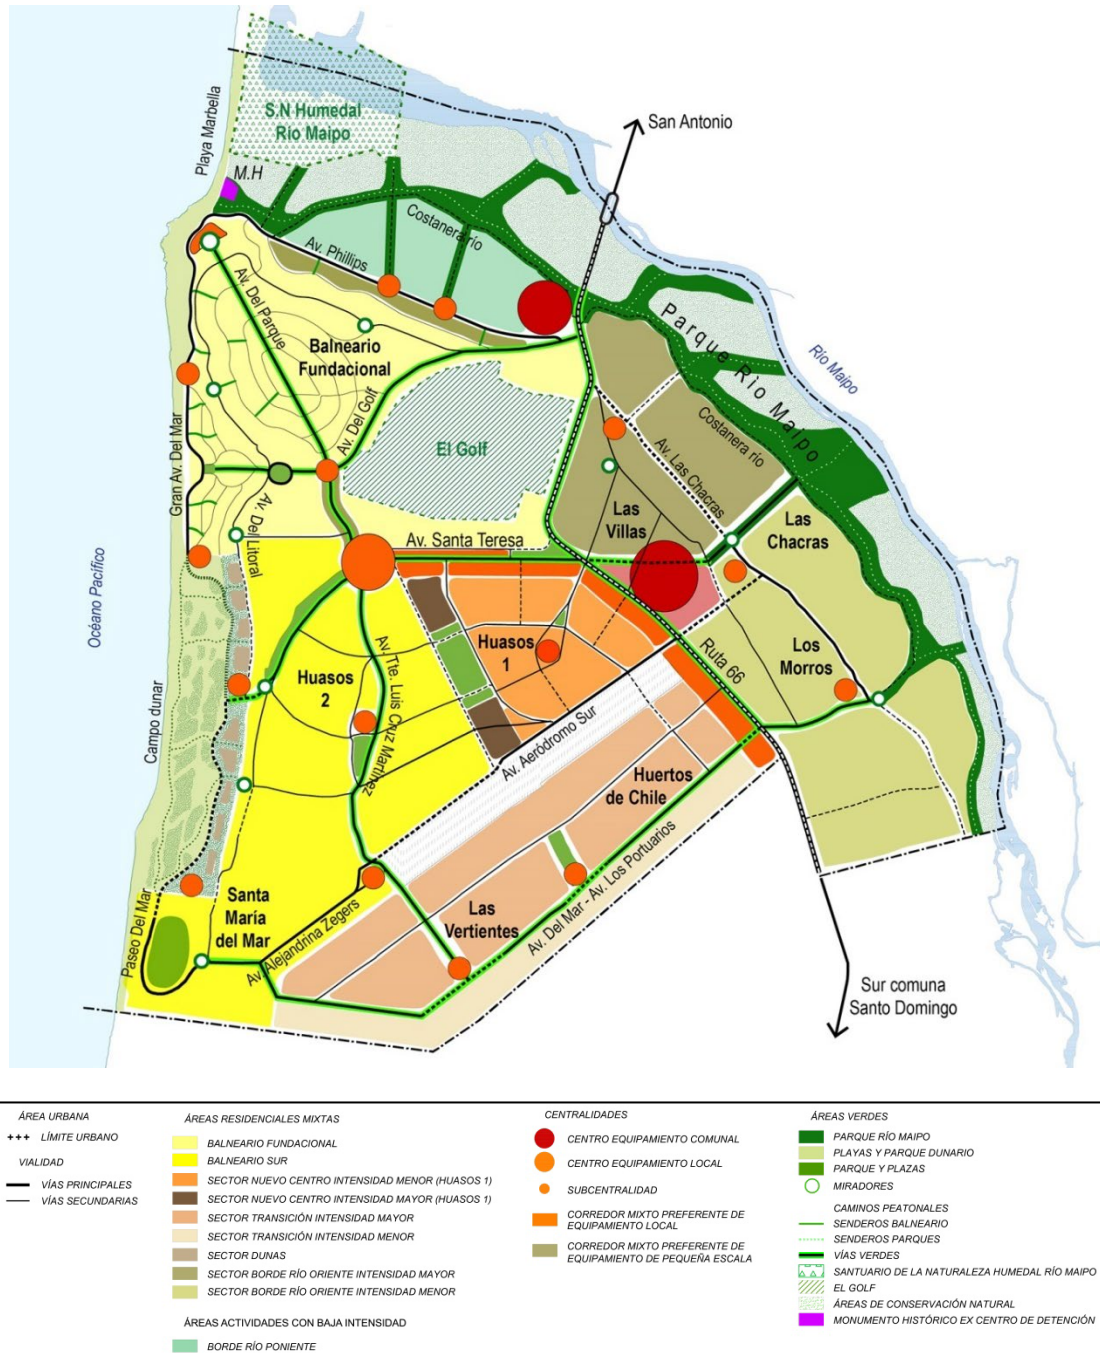 S.N Humedal
Río Maipo
Playa Marbella
M.H
San Antonio
Costanera río
Av. Phillips
Av. Del Parque
Balneario
Fundacional
Parque Río Maipo
Río Maipo
Av. Del Golf
El Golf
Costanera río
Av. Las Chacras
Gran Av. Del Mar
Av. Del Litoral
Las
Villas
Las
Chacras
Av. Santa Teresa
Océano Pacífico
Huasos
1
Huasos
2
Av. Tte. Luis Cruz Martínez
Ruta 66
Los
Morros
Campo dunar
Av. Aeródromo Sur
Huertos
de Chile
Paseo Del Mar
Santa
María
del Mar
Av Alejandrina Zegers
Las
Vertientes
Av. Del Mar - Av. Los Portuarios
Sur comuna
Santo Domingo
ÁREA URBANA
LÍMITE URBANO
VIALIDAD
VÍAS PRINCIPALES
VÍAS SECUNDARIAS
ÁREAS RESIDENCIALES MIXTAS
BALNEARIO FUNDACIONAL
BALNEARIO SUR
SECTOR NUEVO CENTRO INTENSIDAD MENOR (HUASOS 1)
SECTOR NUEVO CENTRO INTENSIDAD MAYOR (HUASOS 1)
SECTOR TRANSICIÓN INTENSIDAD MAYOR
SECTOR TRANSICIÓN INTENSIDAD MENOR
SECTOR DUNAS
SECTOR BORDE RÍO ORIENTE INTENSIDAD MAYOR
SECTOR BORDE RÍO ORIENTE INTENSIDAD MENOR
ÁREAS ACTIVIDADES CON BAJA INTENSIDAD
BORDE RÍO PONIENTE
CENTRALIDADES
CENTRO EQUIPAMIENTO COMUNAL
CENTRO EQUIPAMIENTO LOCAL
SUBCENTRALIDAD
CORREDOR MIXTO PREFERENTE DE
EQUIPAMIENTO LOCAL
CORREDOR MIXTO PREFERENTE DE
EQUIPAMIENTO DE PEQUEÑA ESCALA
ÁREAS VERDES
PARQUE RÍO MAIPO
PLAYAS Y PARQUE DUNARIO
PARQUE Y PLAZAS
MIRADORES
CAMINOS PEATONALES
SENDEROS BALNEARIO
SENDEROS PARQUES
VÍAS VERDES
SANTUARIO DE LA NATURALEZA HUMEDAL RÍO MAIPO
EL GOLF
ÁREAS DE CONSERVACIÓN NATURAL
MONUMENTO HISTÓRICO EX CENTRO DE DETENCIÓN